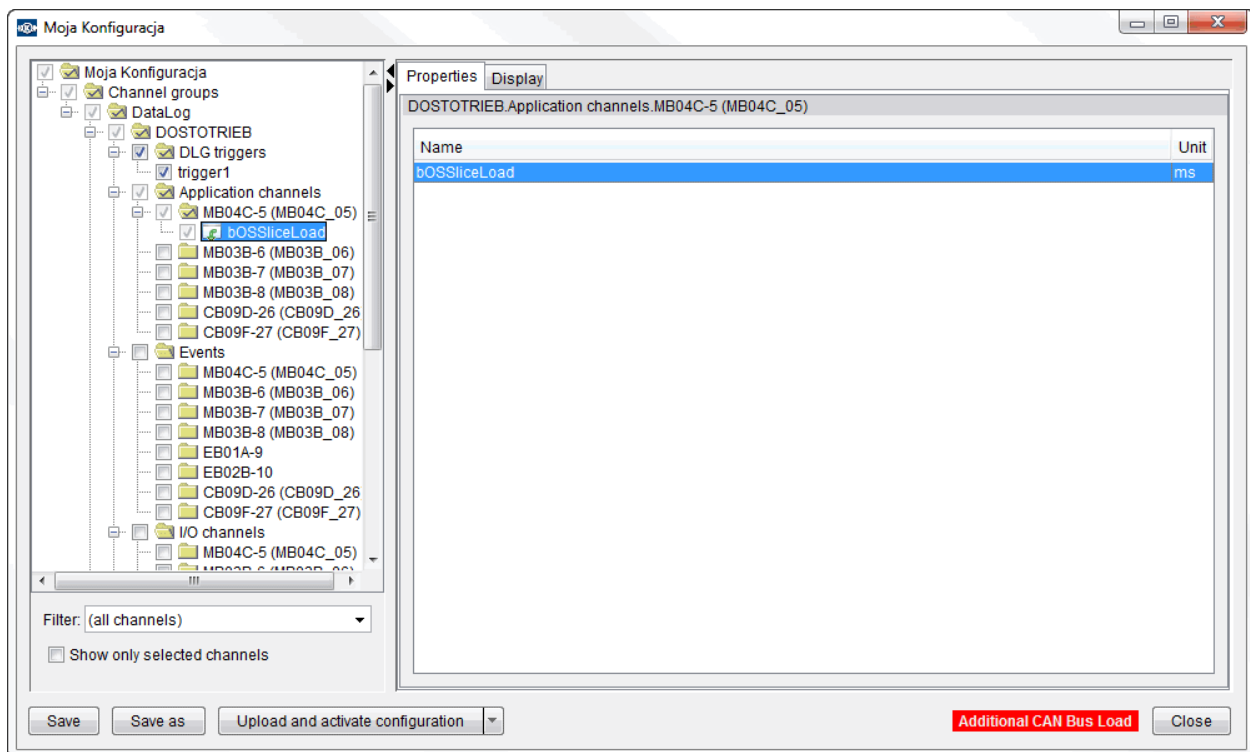 Moja Konfiguracja
Moja Konfiguracja
Channel groups
DataLog
DOSTOTRIEB
DLG triggers
trigger1
Application channels
MB04C-5 (MB04C_05)
bOSSliceLoad
MB03B-6 (MB03B_06)
MB03B-7 (MB03B_07)
MB03B-8 (MB03B_08)
CB09D-26 (CB09D_26
CB09F-27 (CB09F_27)
Events
MB04C-5 (MB04C_05)
MB03B-6 (MB03B_06)
MB03B-7 (MB03B_07)
MB03B-8 (MB03B_08)
EB01A-9
EB02B-10
CB09D-26 (CB09D_26
CB09F-27 (CB09F_27)
I/O channels
MB04C-5 (MB04C_05)
Filter: (all channels)
Show only selected channels
Properties Display
DOSTOTRIEB.Application channels.MB04C-5 (MB04C_05)
Name Unit
bOSSliceLoad ms
Save Save as Upload and activate configuration Additional CAN Bus Load Close